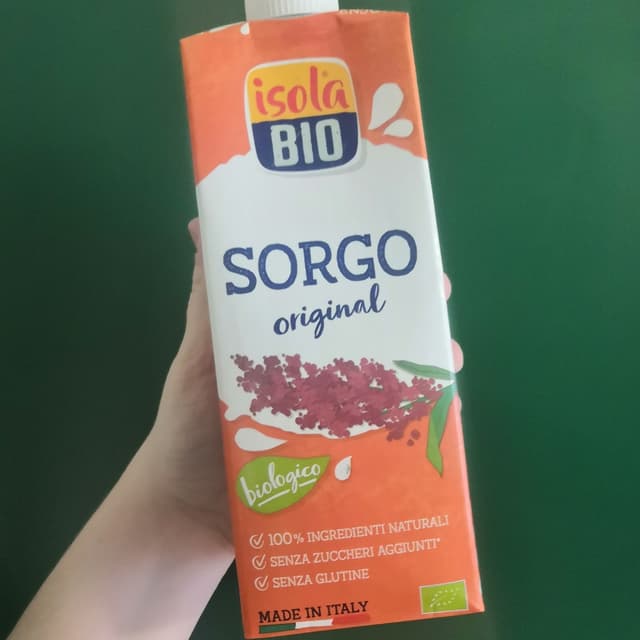 isola
BIO
SORGO
original
biologico
100% INGREDIENTI NATURALI
SENZA ZUCCHERI AGGIUNTI*
SENZA GLUTINE
MADE IN ITALY